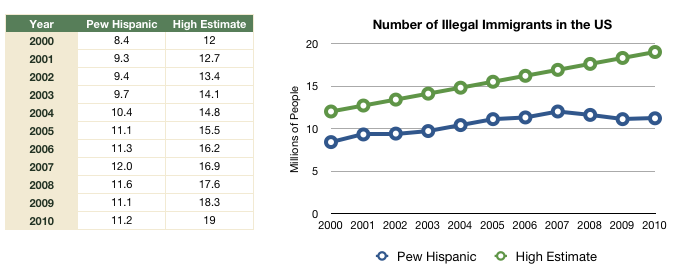 Year Pew Hispanic High Estimate
2000 8.4 12
2001 9.3 12.7
2002 9.4 13.4
2003 9.7 14.1
2004 10.4 14.8
2005 11.1 15.5
2006 11.3 16.2
2007 12.0 16.9
2008 11.6 17.6
2009 11.1 18.3
2010 11.2 19
Number of Illegal Immigrants in the US
Millions of People
20
15
10
5
0
2000 2001 2002 2003 2004 2005 2006 2007 2008 2009 2010
Pew Hispanic High Estimate